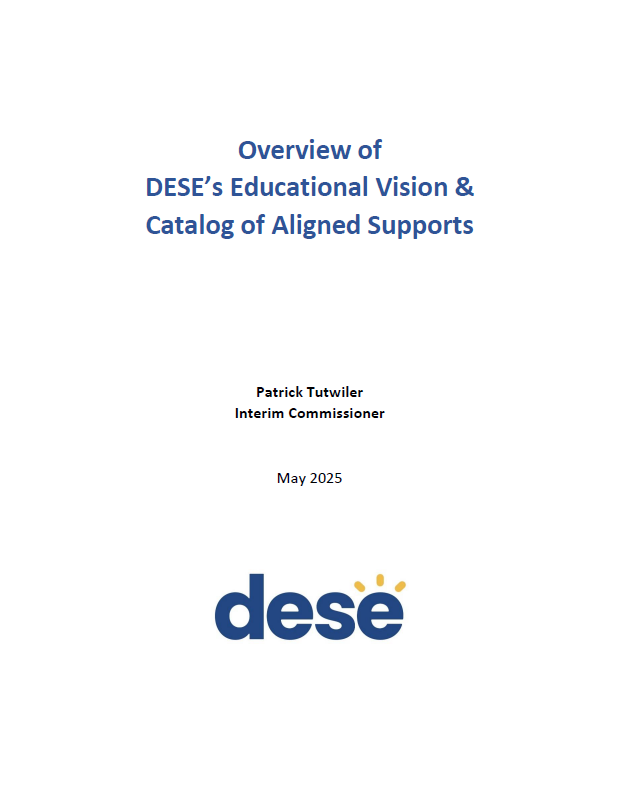 Overview of
DESE’s Educational Vision &
Catalog of Aligned Supports
Patrick Tutwiler
Interim Commissioner
May 2025
dese